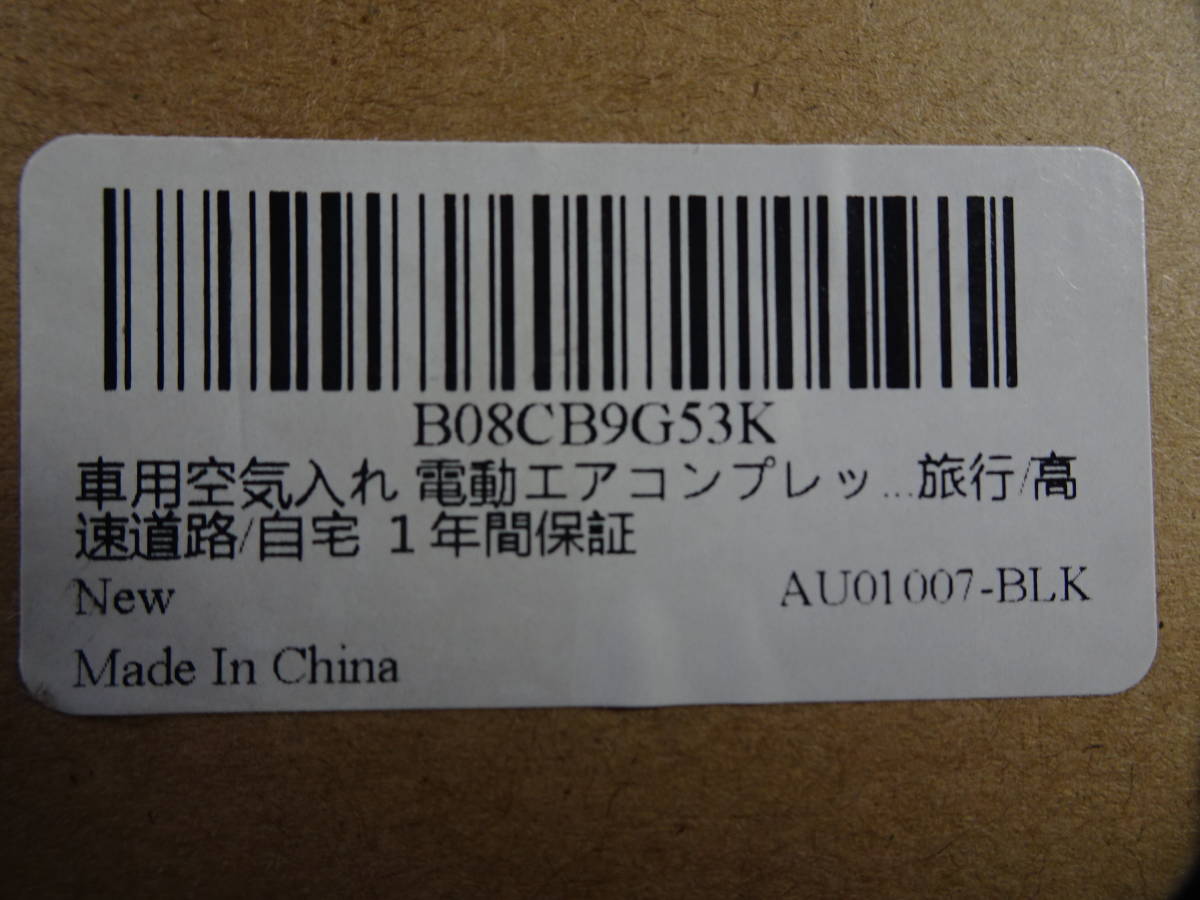 B08CB9G53K
車用空気入れ 電動エアコンプレッ...旅行/高
速道路/自宅 １年間保証
New AU01007-BLK
Made In China